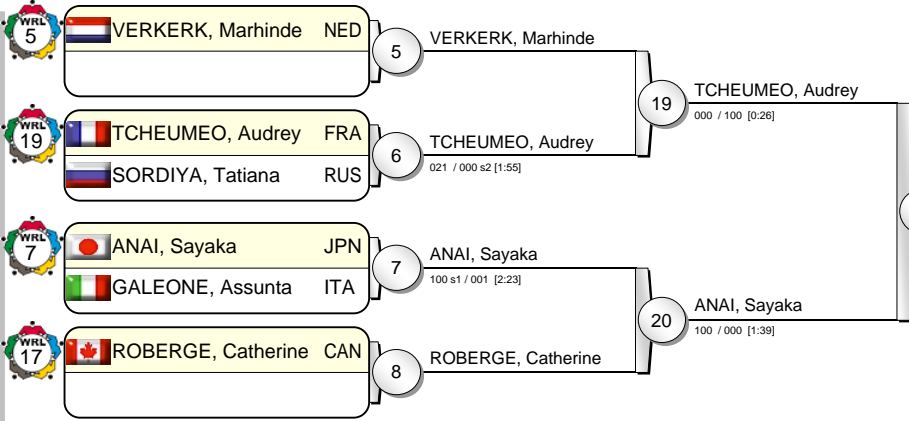 WRL
5
VERKERK, Marhinde NED
5
VERKERK, Marhinde
19
TCHEUMEO, Audrey
000 / 100 [0:26]
WRL
19
TCHEUMEO, Audrey FRA
SORDIYA, Tatiana RUS
6
TCHEUMEO, Audrey
021 / 000 s2 [1:55]
WRL
7
ANAI, Sayaka JPN
GALEONE, Assunta ITA
7
ANAI, Sayaka
100 s1 / 001 [2:23]
20
ANAI, Sayaka
100 / 000 [1:39]
WRL
17
ROBERGE, Catherine CAN
8
ROBERGE, Catherine